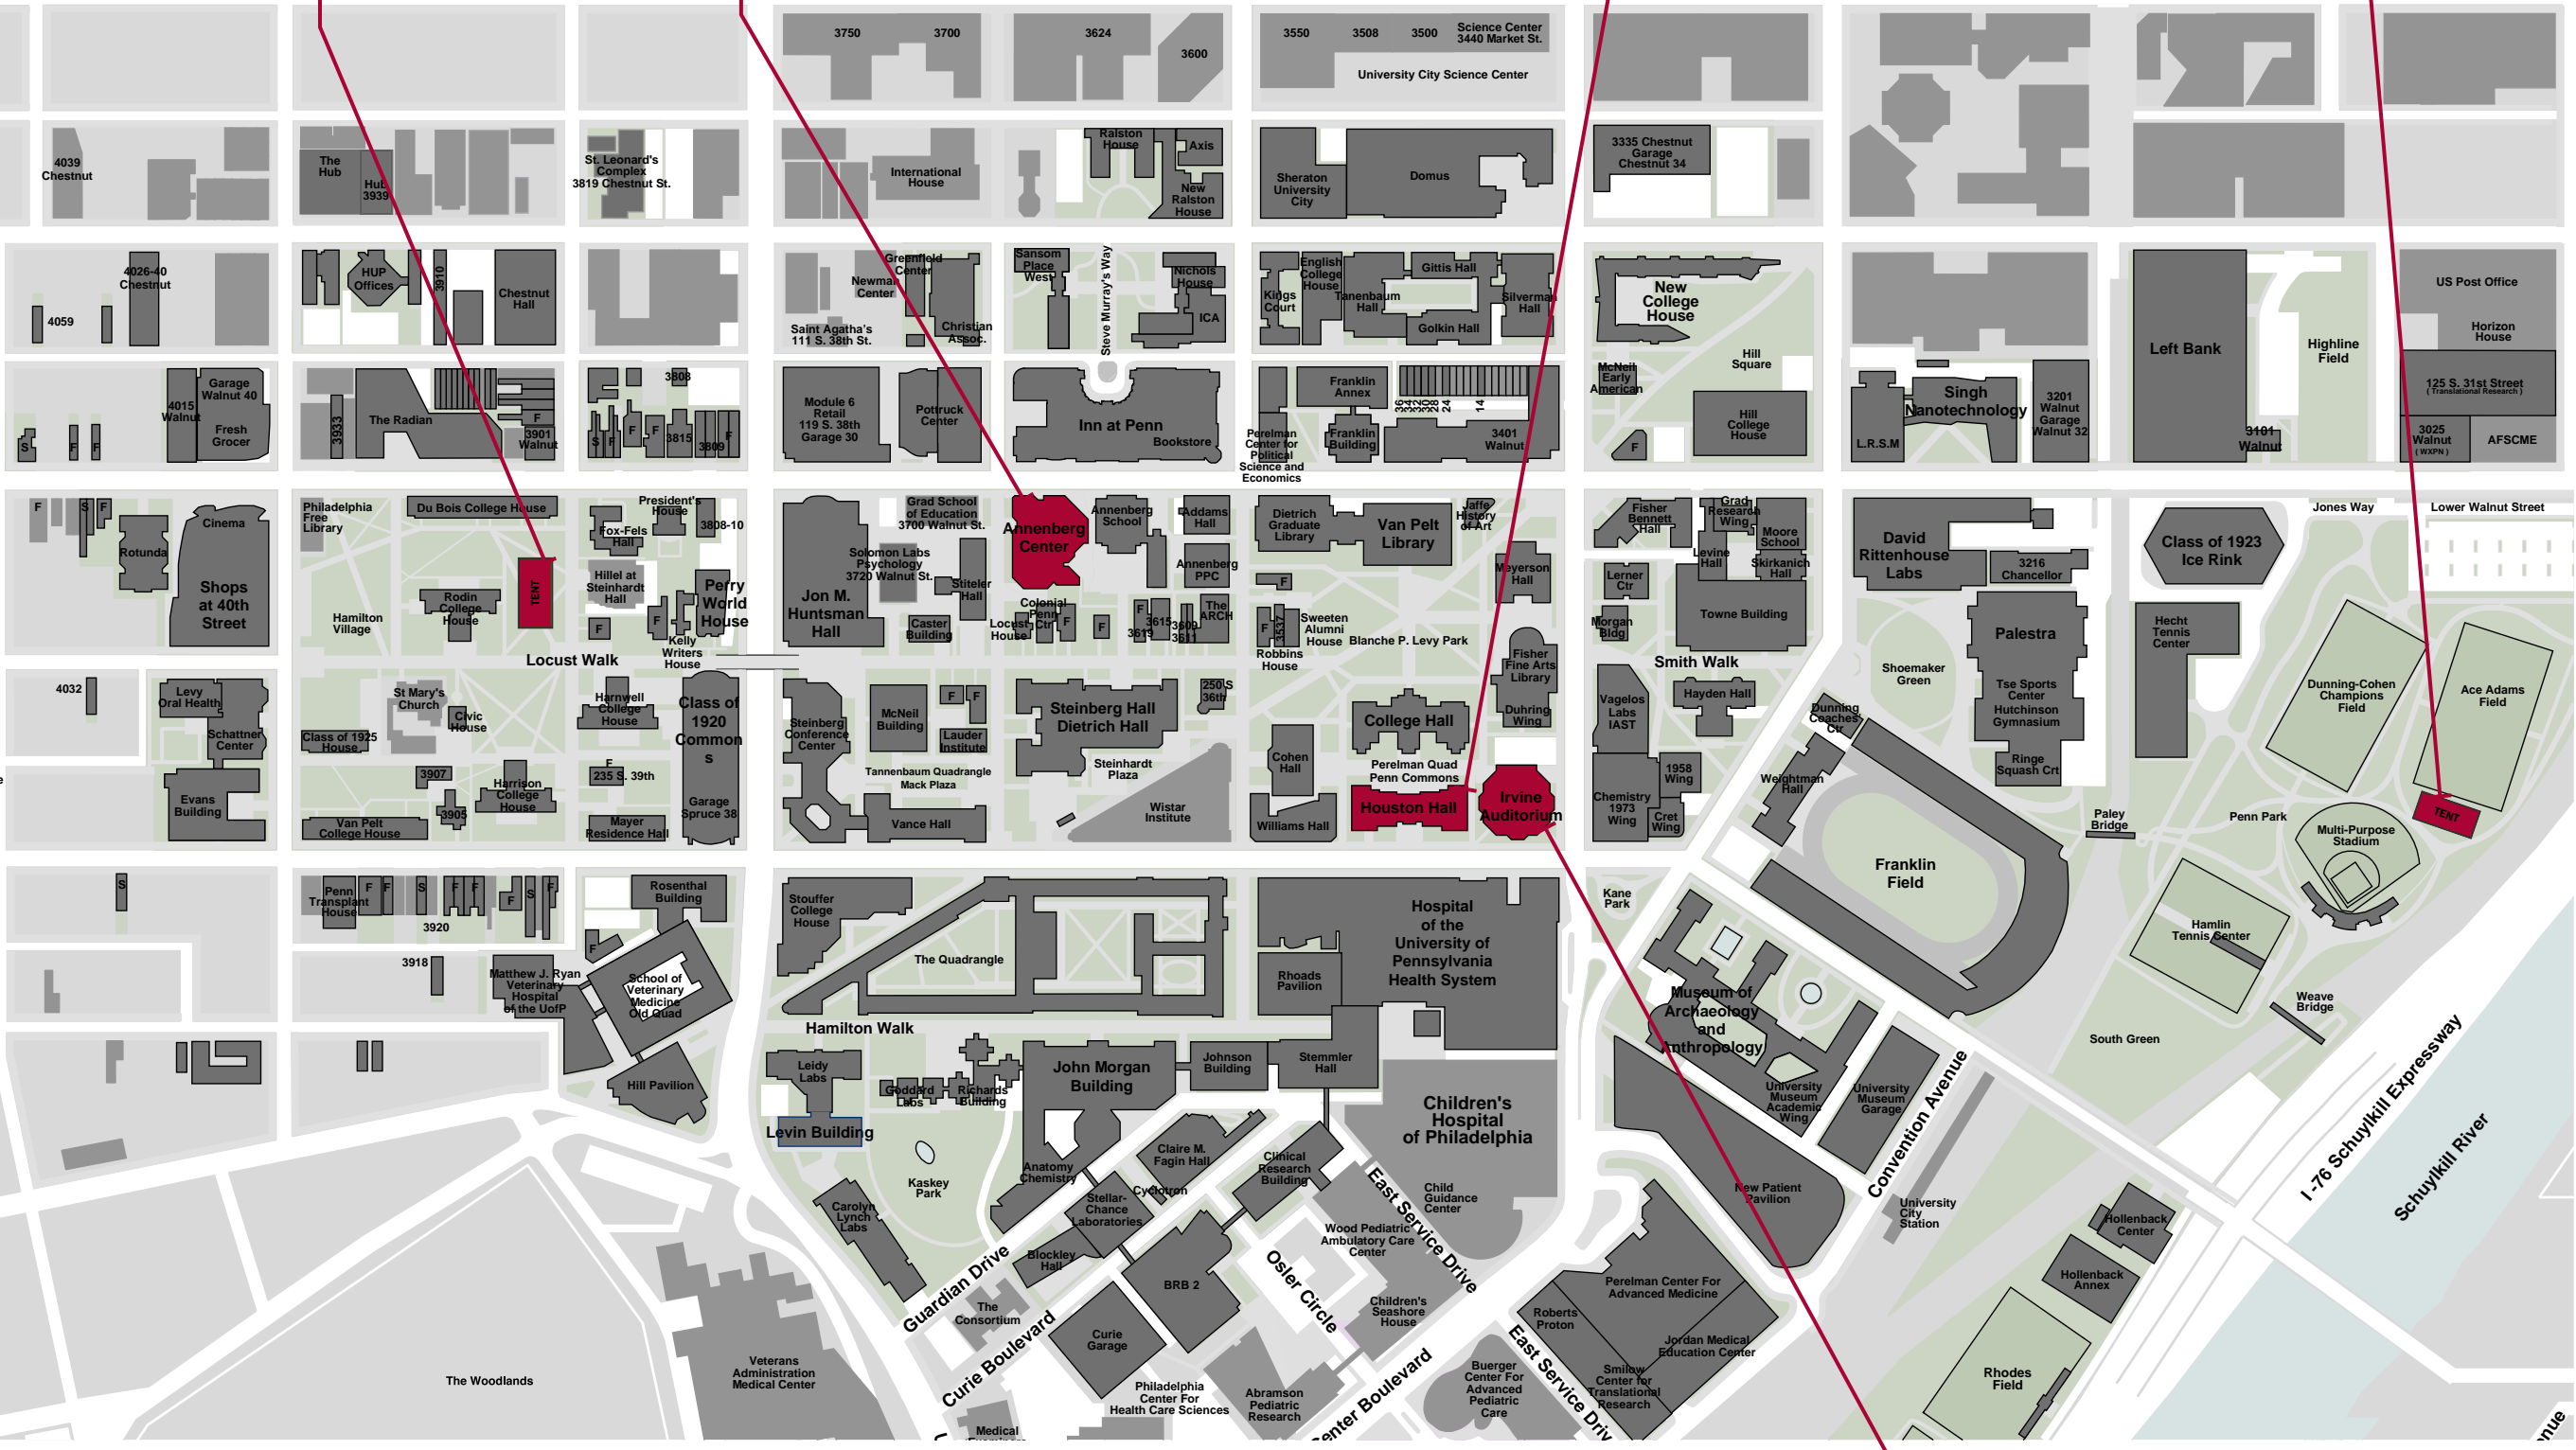 3750
3700
3624
3600
3550
3508
3500
Science Center
3440 Market St.
University City Science Center
4039
Chestnut
The
Hub
Hub
3939
St. Leonard's
Complex
3819 Chestnut St.
International
House
Ralston
House
Axis
New
Ralston
House
Sheraton
University
City
Domus
3335 Chestnut
Garage
Chestnut 34
4026-40
Chestnut
4059
HUP
Offices
3910
Chestnut
Hall
Greenfield
Center
Newman
Center
Saint Agatha's
111 S. 38th St.
Christian
Assoc.
Sansom
Place
West
Steve Murray's Way
Nichols
House
ICA
Kings
Court
English
College
House
Tanenbaum
Hall
Gittis Hall
Golkin Hall
Silverman
Hall
New
College
House
Hill
Square
Left Bank
Highline
Field
US Post Office
Horizon
House
S
F
F
4015
Walnut
Garage
Walnut 40
Fresh
Grocer
3933
The Radian
F
3901
Walnut
3808
S
F
F
F
3815
3809
F
Module 6
Retail
119 S. 38th
Garage 30
Pottruck
Center
Inn at Penn
Bookstore
Perelman
Center for
Political
Science and
Economics
Franklin
Annex
Franklin
Building
36
34
32
30
28
24
14
3401
Walnut
McNeil
Early
American
F
Hill
College
House
L.R.S.M
Singh
Nanotechnology
3201
Walnut
Garage
Walnut 32
3101
Walnut
125 S. 31st Street
( Translational Research )
3025
Walnut
( WXPN )
AFSCME
F
S
F
Rotunda
Cinema
Shops
at 40th
Street
Philadelphia
Free
Library
Du Bois College House
TENT
Rodin
College
House
Hamilton
Village
President's
House
Fox-Fels
Hall
3808-10
Hillel at
Steinhardt
Hall
F
F
Perry
World
House
Kelly
Writers
House
Locust Walk
Jon M.
Huntsman
Hall
Grad School
of Education
3700 Walnut St.
Solomon Labs
Psychology
3720 Walnut St.
Stiteler
Hall
Caster
Building
Annenberg
Center
Annenberg
School
Addams
Hall
Annenberg
PPC
Colonial
Penn
Ctr
Locust
House
F
F
F
3619
3615
3609
3611
The
ARCH
Dietrich
Graduate
Library
Van Pelt
Library
Jaffe
History
of Art
F
F
3537
Sweeten
Alumni
House
Robbins
House
Blanche P. Levy Park
Meyerson
Hall
Fisher
Fine Arts
Library
Duhring
Wing
Fisher
Bennett
Hall
Grad
Research
Wing
Moore
School
Levine
Hall
Skirkanich
Hall
Lerner
Ctr
Morgan
Bldg
Towne Building
Smith Walk
David
Rittenhouse
Labs
3216
Chancellor
Class of 1923
Ice Rink
Jones Way
Lower Walnut Street
Palestra
Hecht
Tennis
Center
Shoemaker
Green
Tse Sports
Center
Hutchinson
Gymnasium
Ringe
Squash Crt
Dunning-Cohen
Champions
Field
Ace Adams
Field
TENT
4032
Levy
Oral Health
Schattner
Center
Evans
Building
St Mary's
Church
Civic
House
Class of 1925
House
3907
3905
Van Pelt
College House
Harrison
College
House
Harnwell
College
House
F
235 S. 39th
Mayer
Residence Hall
Class of
1920
Common
s
Garage
Spruce 38
Steinberg
Conference
Center
McNeil
Building
F
F
Lauder
Institute
Tannenbaum Quadrangle
Mack Plaza
Vance Hall
Steinberg Hall
Dietrich Hall
250 S
36th
Steinhardt
Plaza
Wistar
Institute
Cohen
Hall
Williams Hall
College Hall
Perelman Quad
Penn Commons
Houston Hall
Irvine
Auditorium
Vagelos
Labs
IAST
Hayden Hall
1958
Wing
Chemistry
1973
Wing
Cret
Wing
Dunning
Coaches'
Ctr
Weightman
Hall
Franklin
Field
Paley
Bridge
Penn Park
Multi-Purpose
Stadium
Hamlin
Tennis Center
Weave
Bridge
South Green
S
Penn
Transplant
House
F
F
S
F
F
F
S
F
3920
3918
Rosenthal
Building
F
Matthew J. Ryan
Veterinary
Hospital
of the UofP
School of
Veterinary
Medicine
Old Quad
Hill Pavilion
Stouffer
College
House
The Quadrangle
Hamilton Walk
Rhoads
Pavilion
Hospital
of the
University of
Pennsylvania
Health System
Kane
Park
Museum of
Archaeology
and
Anthropology
University
Museum
Academic
Wing
University
Museum
Garage
Convention Avenue
Leidy
Labs
Levin Building
Goddard
Labs
Richards
Building
John Morgan
Building
Johnson
Building
Stemmler
Hall
Kaskey
Park
Carolyn
Lynch
Labs
Anatomy
Chemistry
Claire M.
Fagin Hall
Cyclotron
Stellar-
Chance
Laboratories
Blockley
Hall
Clinical
Research
Building
BRB 2
Children's
Hospital
of Philadelphia
Child
Guidance
Center
East Service Drive
Wood Pediatric
Ambulatory Care
Center
Osler Circle
Children's
Seashore
House
New Patient
Pavilion
University
City
Station
Hollenback
Center
Hollenback
Annex
Rhodes
Field
I -76 Schuylkill Expressway
Schuylkill River
Guardian Drive
Curie Boulevard
The
Consortium
Curie
Garage
The Woodlands
Veterans
Administration
Medical Center
Medical
Philadelphia
Center For
Health Care Sciences
Abramson
Pediatric
Research
Center Boulevard
Buerger
Center For
Advanced
Pediatric
Care
East Service Driv
Roberts
Proton
Perelman Center For
Advanced Medicine
Jordan Medical
Education Center
Smilow
Center for
Translational
Research